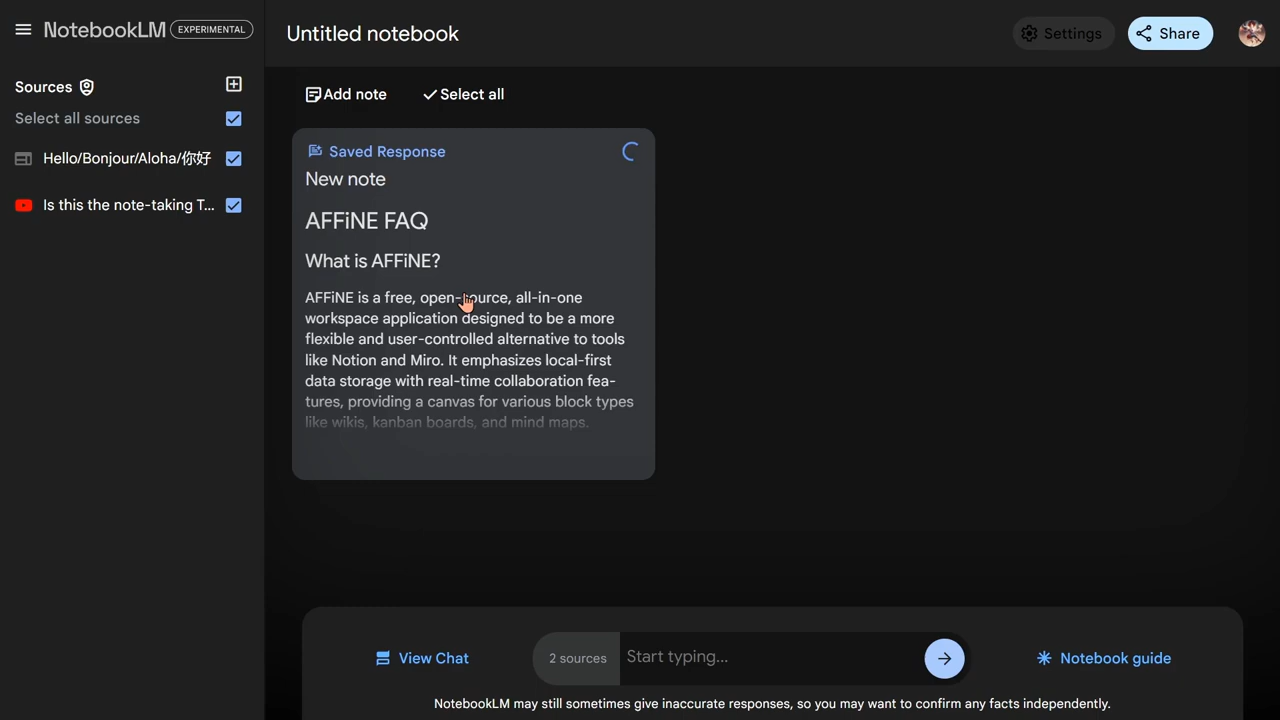 NotebookLM EXPERIMENTAL
Untitled notebook
Settings
Share
Sources
Select all sources
Hello/Bonjour/Aloha/你好
Is this the note-taking T...
Add note
Select all
Saved Response
New note
AFFiNE FAQ
What is AFFiNE?
AFFiNE is a free, open-source, all-in-one
workspace application designed to be a more
flexible and user-controlled alternative to tools
like Notion and Miro. It emphasizes local-first
data storage with real-time collaboration fea-
tures, providing a canvas for various block types
like wikis, kanban boards, and mind maps.
View Chat
2 sources
Start typing...
Notebook guide
NotebookLM may still sometimes give inaccurate responses, so you may want to confirm any facts independently.